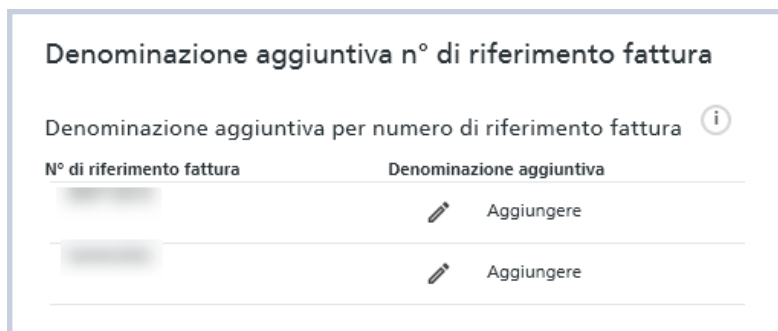 Denominazione aggiuntiva n° di riferimento fattura
Denominazione aggiuntiva per numero di riferimento fattura i
Nº di riferimento fattura Denominazione aggiuntiva
Aggiungere
Aggiungere